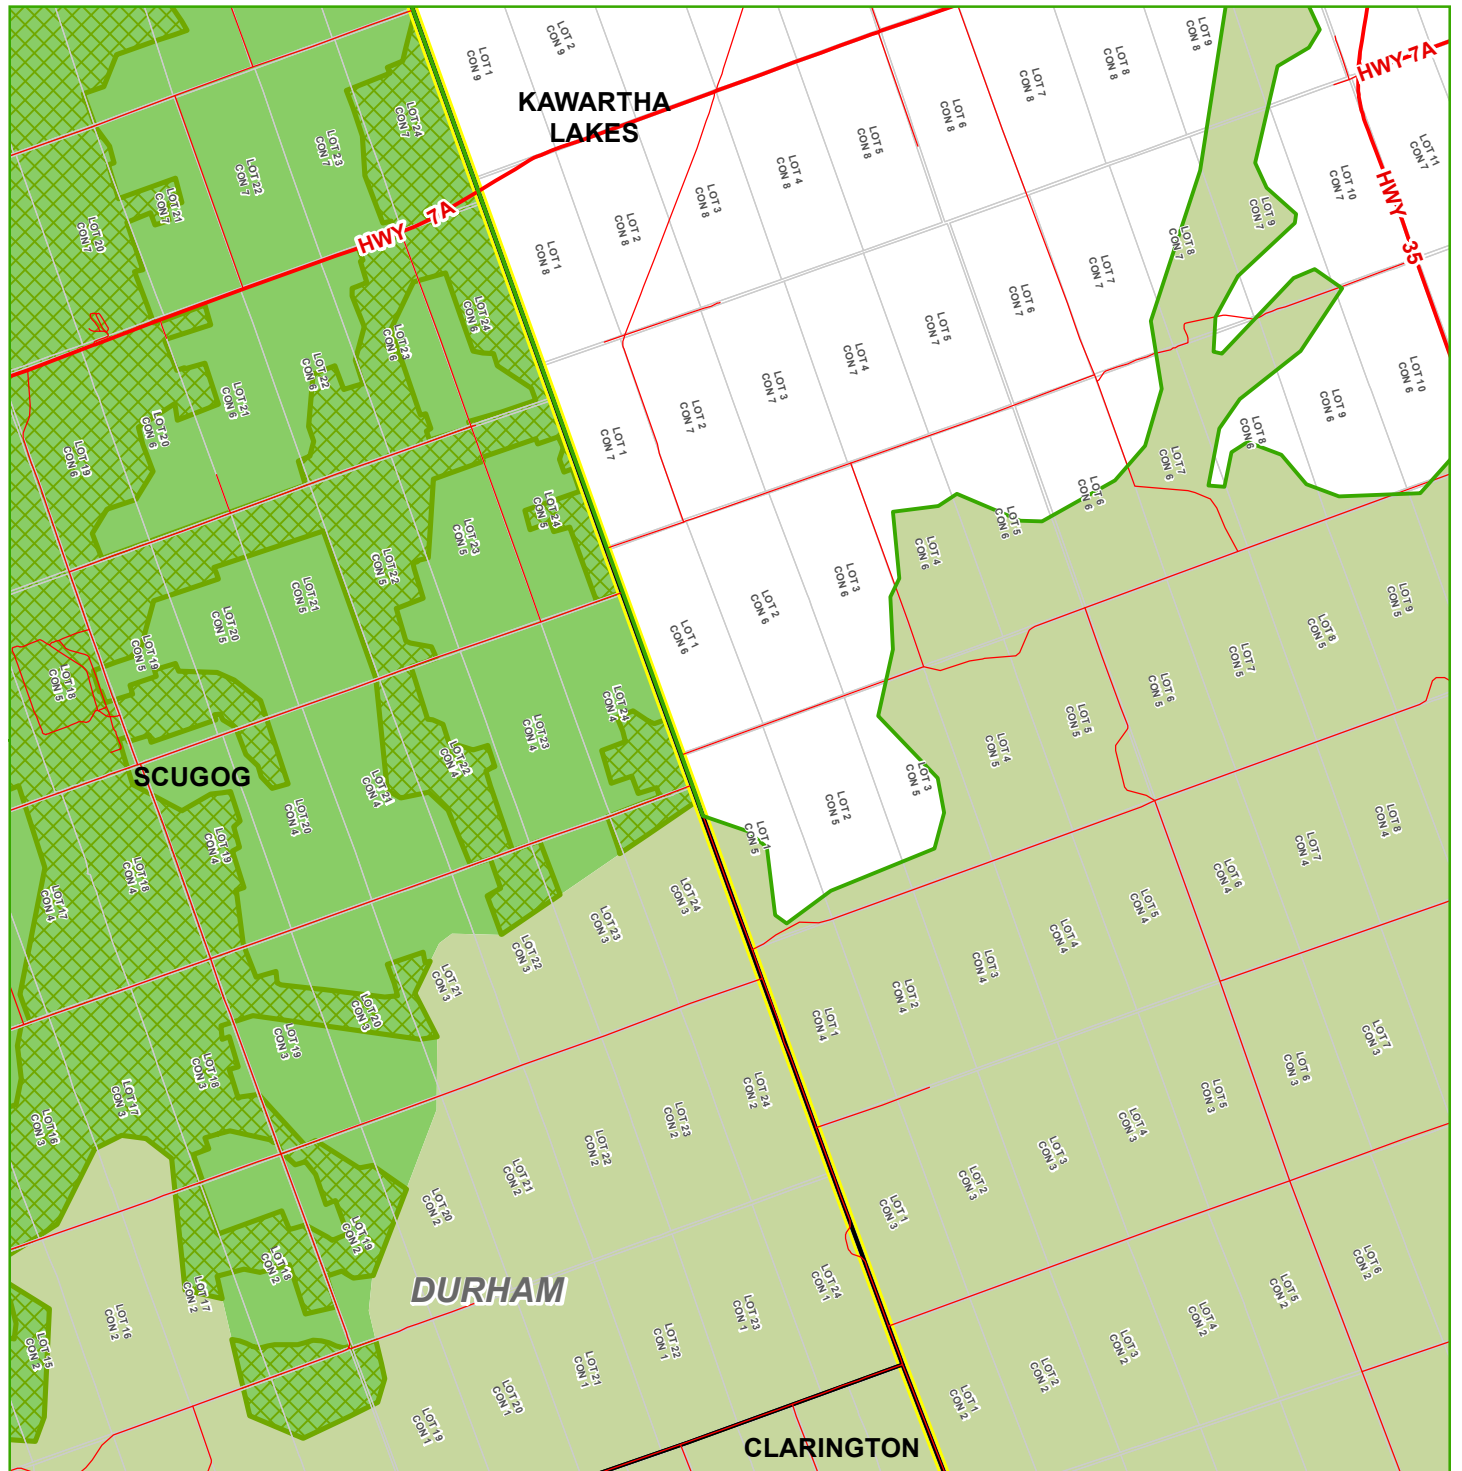 LOT 1
CON 9
LOT 2
CON 9
LOT 9
CON 8
LOT 8
CON 8
LOT 7
CON 8
HWY-7A
KAWARTHA
LAKES
LOT 6
CON 8
LOT 5
CON 8
LOT 4
CON 8
LOT 3
CON 8
LOT 2
CON 8
LOT 1
CON 8
LOT 11
CON 7
LOT 10
CON 7
HWY
35
LOT 9
CON 7
LOT 8
CON 7
LOT 7
CON 7
LOT 6
CON 7
LOT 5
CON 7
LOT 4
CON 7
LOT 3
CON 7
LOT 2
CON 7
LOT 1
CON 7
LOT 24
CON 7
LOT 23
CON 7
LOT 22
CON 7
LOT 21
CON 7
LOT 20
CON 7
HWY
7A
LOT 24
CON 6
LOT 23
CON 6
LOT 22
CON 6
LOT 21
CON 6
LOT 20
CON 6
LOT 19
CON 6
LOT 10
CON 6
LOT 9
CON 6
LOT 8
CON 6
LOT 7
CON 6
LOT 6
CON 6
LOT 5
CON 6
LOT 4
CON 6
LOT 3
CON 6
LOT 2
CON 6
LOT 1
CON 6
LOT 24
CON 5
LOT 23
CON 5
LOT 22
CON 5
LOT 21
CON 5
LOT 20
CON 5
LOT 19
CON 5
LOT 18
CON 5
LOT 9
CON 5
LOT 8
CON 5
LOT 7
CON 5
LOT 6
CON 5
LOT 5
CON 5
LOT 4
CON 5
LOT 3
CON 5
LOT 2
CON 5
LOT 1
CON 5
LOT 24
CON 4
LOT 23
CON 4
LOT 22
CON 4
LOT 21
CON 4
SCUGOG
LOT 20
CON 4
LOT 19
CON 4
LOT 18
CON 4
LOT 17
CON 4
LOT 8
CON 4
LOT 7
CON 4
LOT 6
CON 4
LOT 5
CON 4
LOT 4
CON 4
LOT 3
CON 4
LOT 2
CON 4
LOT 1
CON 4
LOT 24
CON 3
LOT 23
CON 3
LOT 22
CON 3
LOT 21
CON 3
LOT 20
CON 3
LOT 19
CON 3
LOT 18
CON 3
LOT 17
CON 3
LOT 16
CON 3
LOT 7
CON 3
LOT 6
CON 3
LOT 5
CON 3
LOT 4
CON 3
LOT 3
CON 3
LOT 2
CON 3
LOT 1
CON 3
LOT 24
CON 2
LOT 23
CON 2
LOT 22
CON 2
LOT 21
CON 2
LOT 20
CON 2
LOT 19
CON 2
LOT 18
CON 2
LOT 17
CON 2
LOT 16
CON 2
LOT 15
CON 2
DURHAM
LOT 6
CON 2
LOT 5
CON 2
LOT 4
CON 2
LOT 3
CON 2
LOT 2
CON 2
LOT 1
CON 2
LOT 24
CON 1
LOT 23
CON 1
LOT 22
CON 1
LOT 21
CON 1
LOT 20
CON 1
LOT 19
CON 1
CLARINGTON